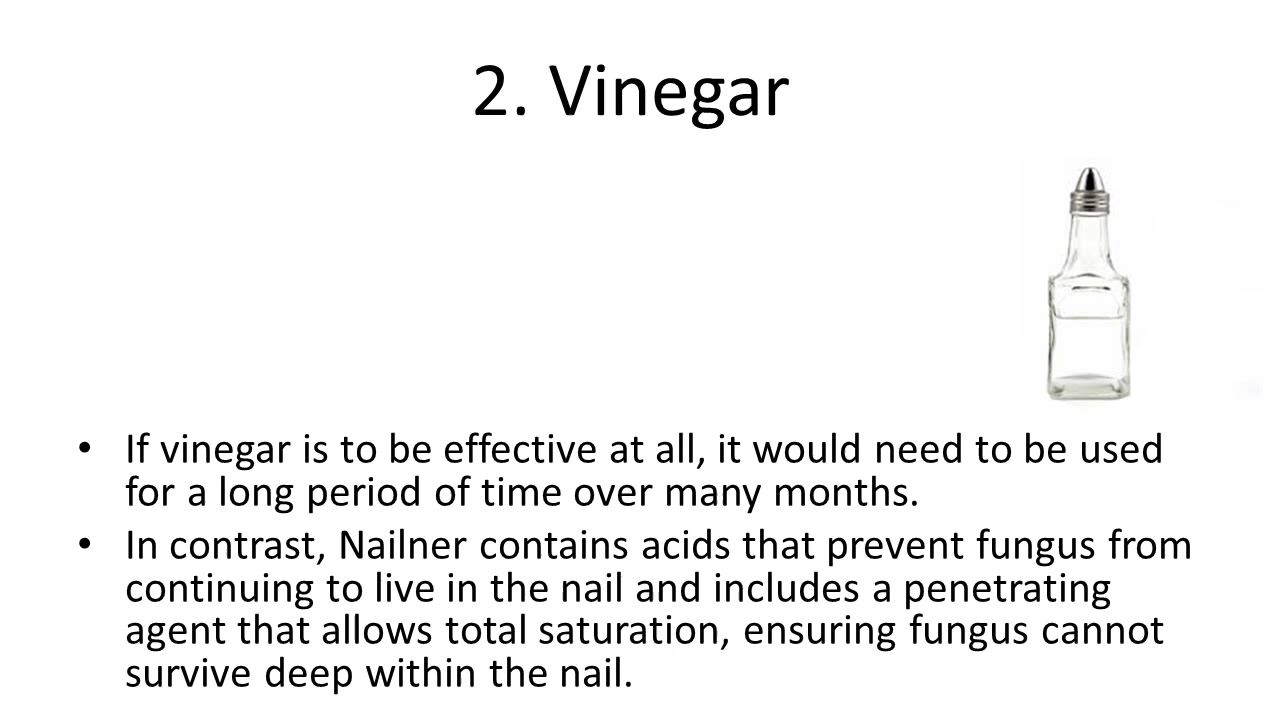 2. Vinegar
• If vinegar is to be effective at all, it would need to be used
for a long period of time over many months.
• In contrast, Nailner contains acids that prevent fungus from
continuing to live in the nail and includes a penetrating
agent that allows total saturation, ensuring fungus cannot
survive deep within the nail.